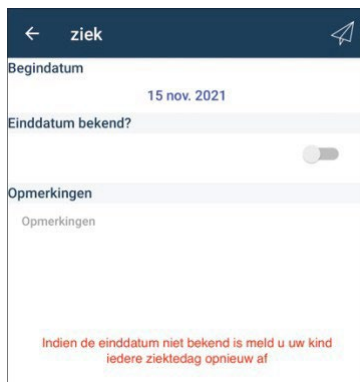 ziek
Begindatum
15 nov. 2021
Einddatum bekend?
Opmerkingen
Opmerkingen
Indien de einddatum niet bekend is meld u uw kind
iedere ziektedag opnieuw af